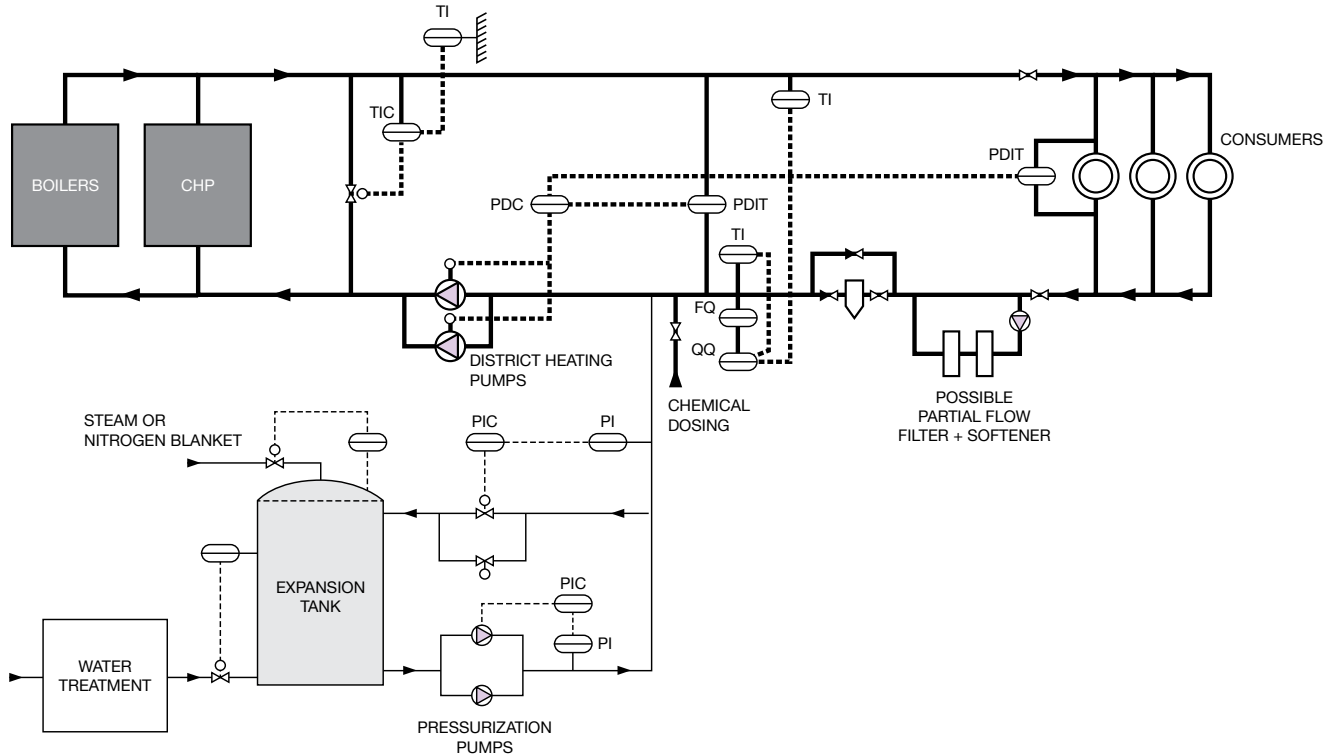 TI
TIC
TI
BOILERS
CHP
PDIT
CONSUMERS
PDC
PDIT
TI
FQ
QQ
DISTRICT HEATING
PUMPS
CHEMICAL
DOSING
POSSIBLE
PARTIAL FLOW
FILTER + SOFTENER
STEAM OR
NITROGEN BLANKET
PIC
PI
EXPANSION
TANK
PIC
PI
WATER
TREATMENT
PRESSURIZATION
PUMPS